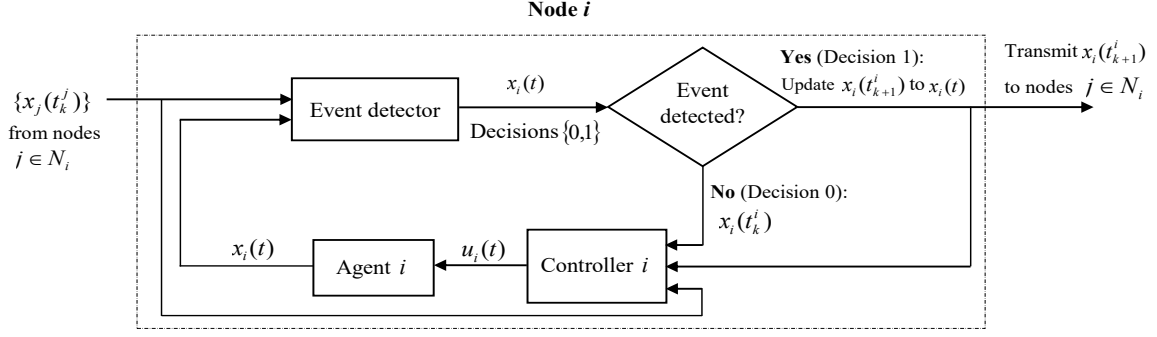 Node i
{x_j(t_k^j)}
from nodes
j ∈ N_i
Event detector
x_i(t)
Decisions {0,1}
Event
detected?
Yes (Decision 1):
Update x_i(t_{k+1}^i) to x_i(t)
Transmit x_i(t_{k+1}^i)
to nodes j ∈ N_i
No (Decision 0):
x_i(t_k^i)
x_i(t)
Agent i
u_i(t)
Controller i